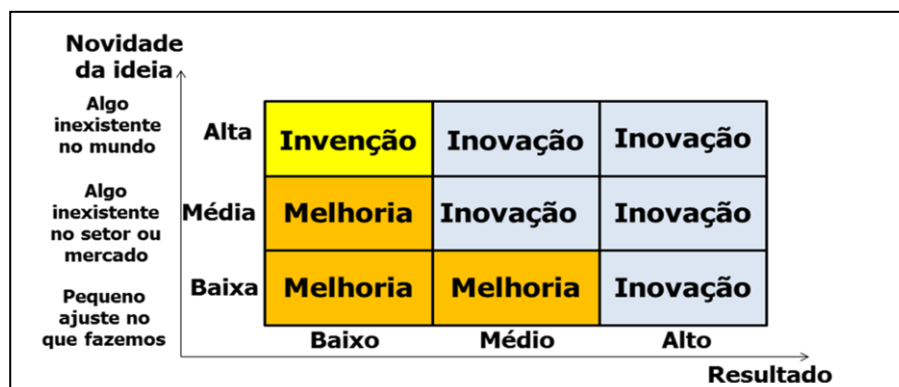 Novidade
da ideia
Algo
inexistente
no mundo
Alta
Invenção
Inovação
Inovação
Algo
inexistente
no setor ou
mercado
Média
Melhoria
Inovação
Inovação
Pequeno
ajuste no
que fazemos
Baixa
Melhoria
Melhoria
Inovação
Baixo
Médio
Alto
Resultado